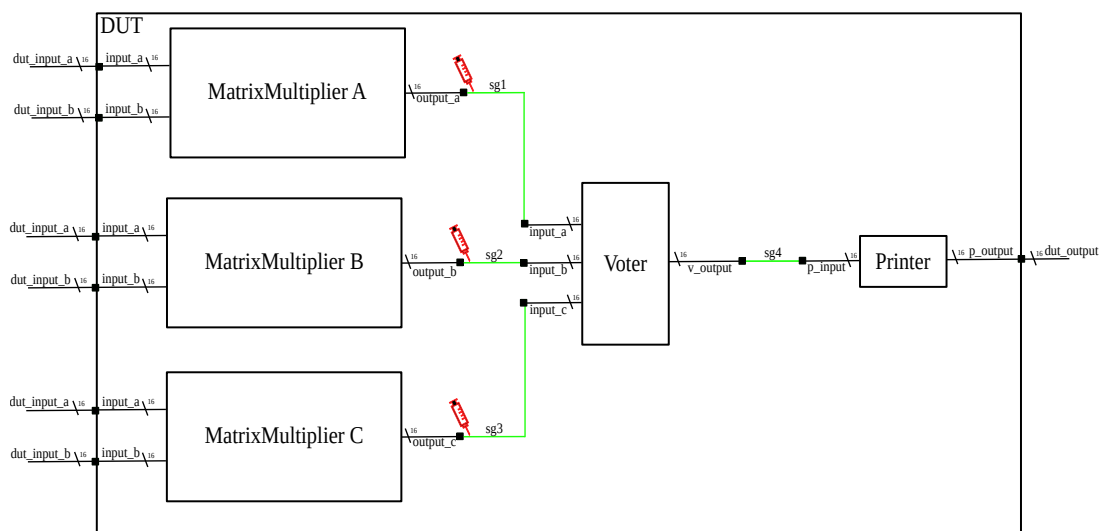 DUT
dut_input_a 16 input_a 16
MatrixMultiplier A
16
output_a
sg1
dut_input_b 16 input_b 16
dut_input_a 16 input_a 16
MatrixMultiplier B
16
output_b
sg2
dut_input_b 16 input_b 16
16
input_a
16
input_b
16
input_c
Voter
16
v_output
sg4
p_input
16
Printer
16
p_output
16
dut_output
dut_input_a 16 input_a 16
MatrixMultiplier C
16
output_c
sg3
dut_input_b 16 input_b 16